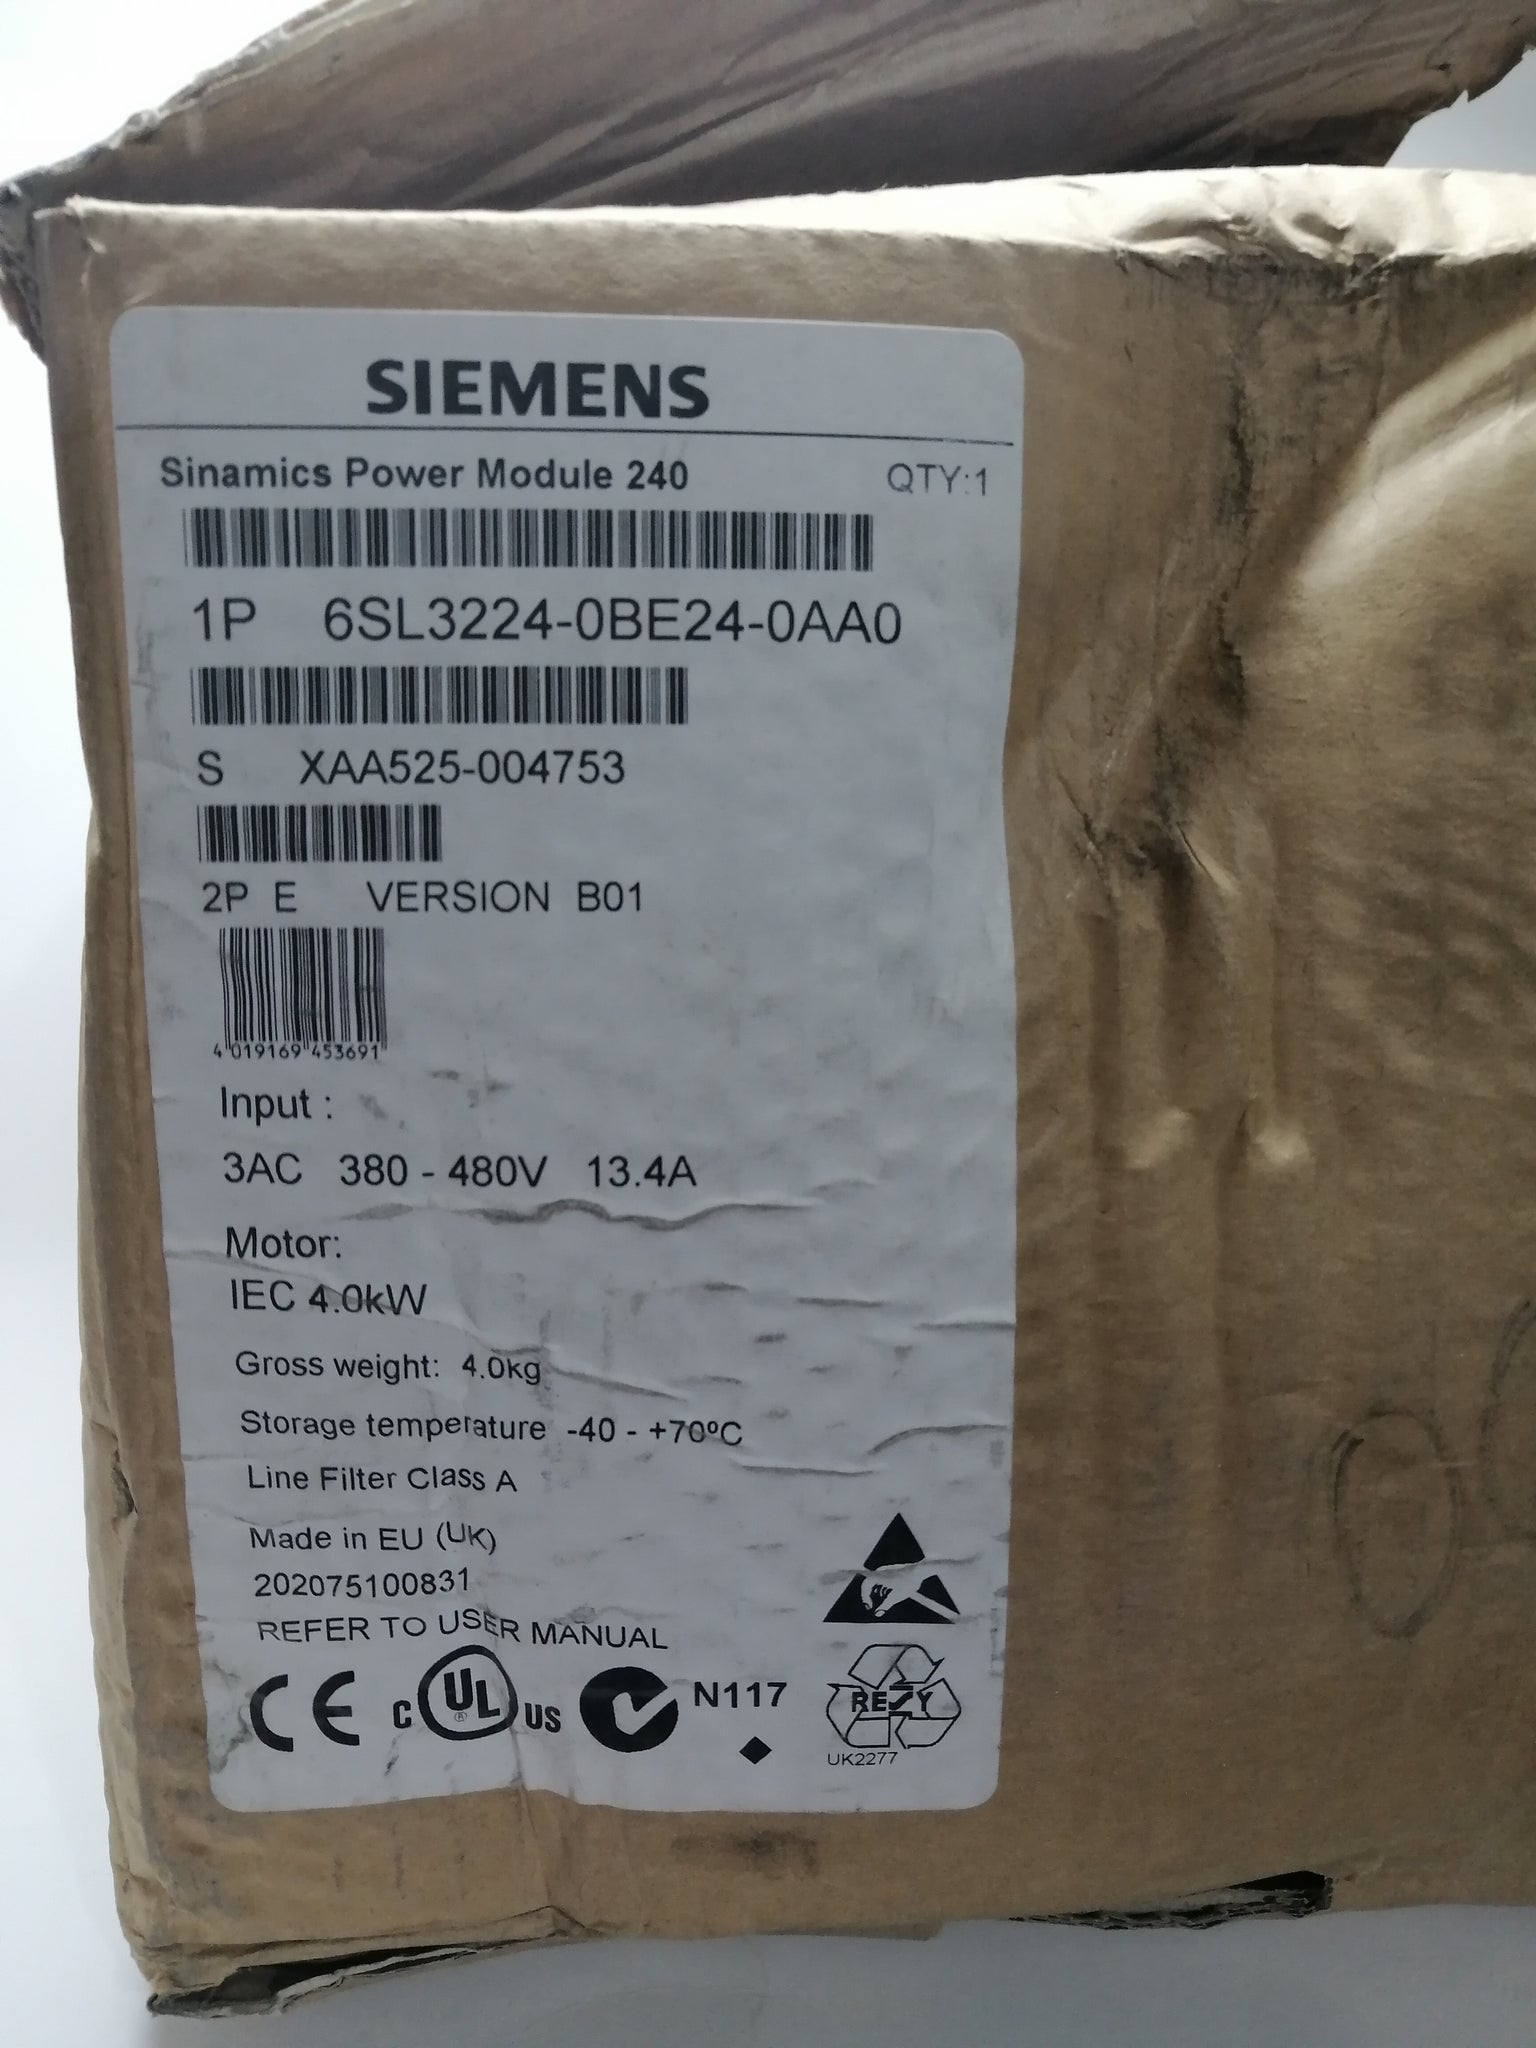 SIEMENS
Sinamics Power Module 240 QTY:1
1P 6SL3224-0BE24-0AA0
S XAA525-004753
2P E VERSION B01
4 019169 453691
Input :
3AC 380 - 480V 13.4A
Motor:
IEC 4.0kW
Gross weight: 4.0kg
Storage temperature -40 - +70ºC
Line Filter Class A
Made in EU (UK)
202075100831
REFER TO USER MANUAL
CE C UL ® US N117 RESY
UK2277